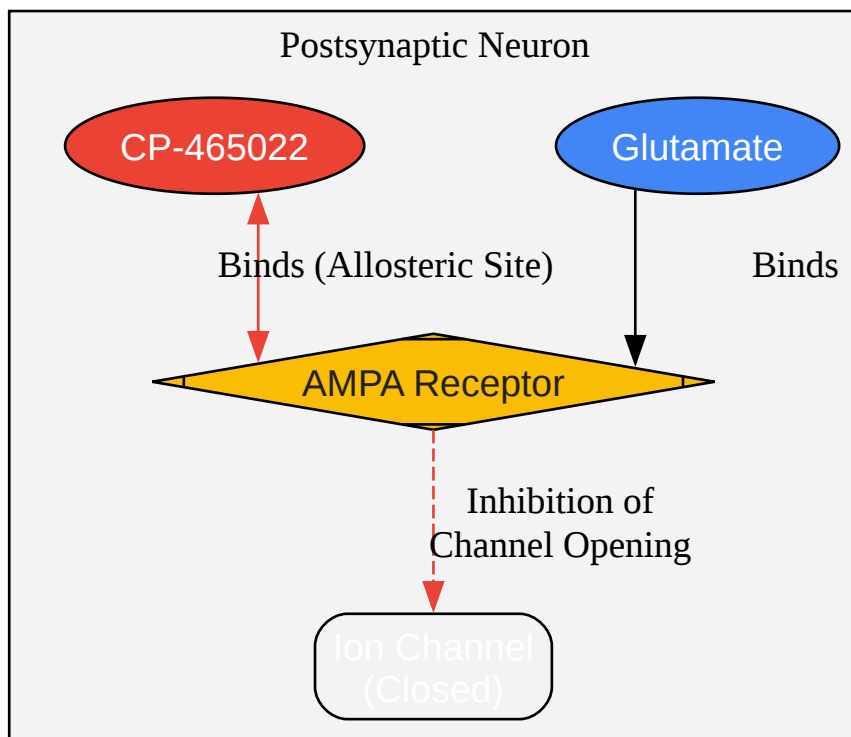 Postsynaptic Neuron
CP-465022
Glutamate
Binds (Allosteric Site)
Binds
AMPA Receptor
Inhibition of
Channel Opening
Ion Channel
(Closed)